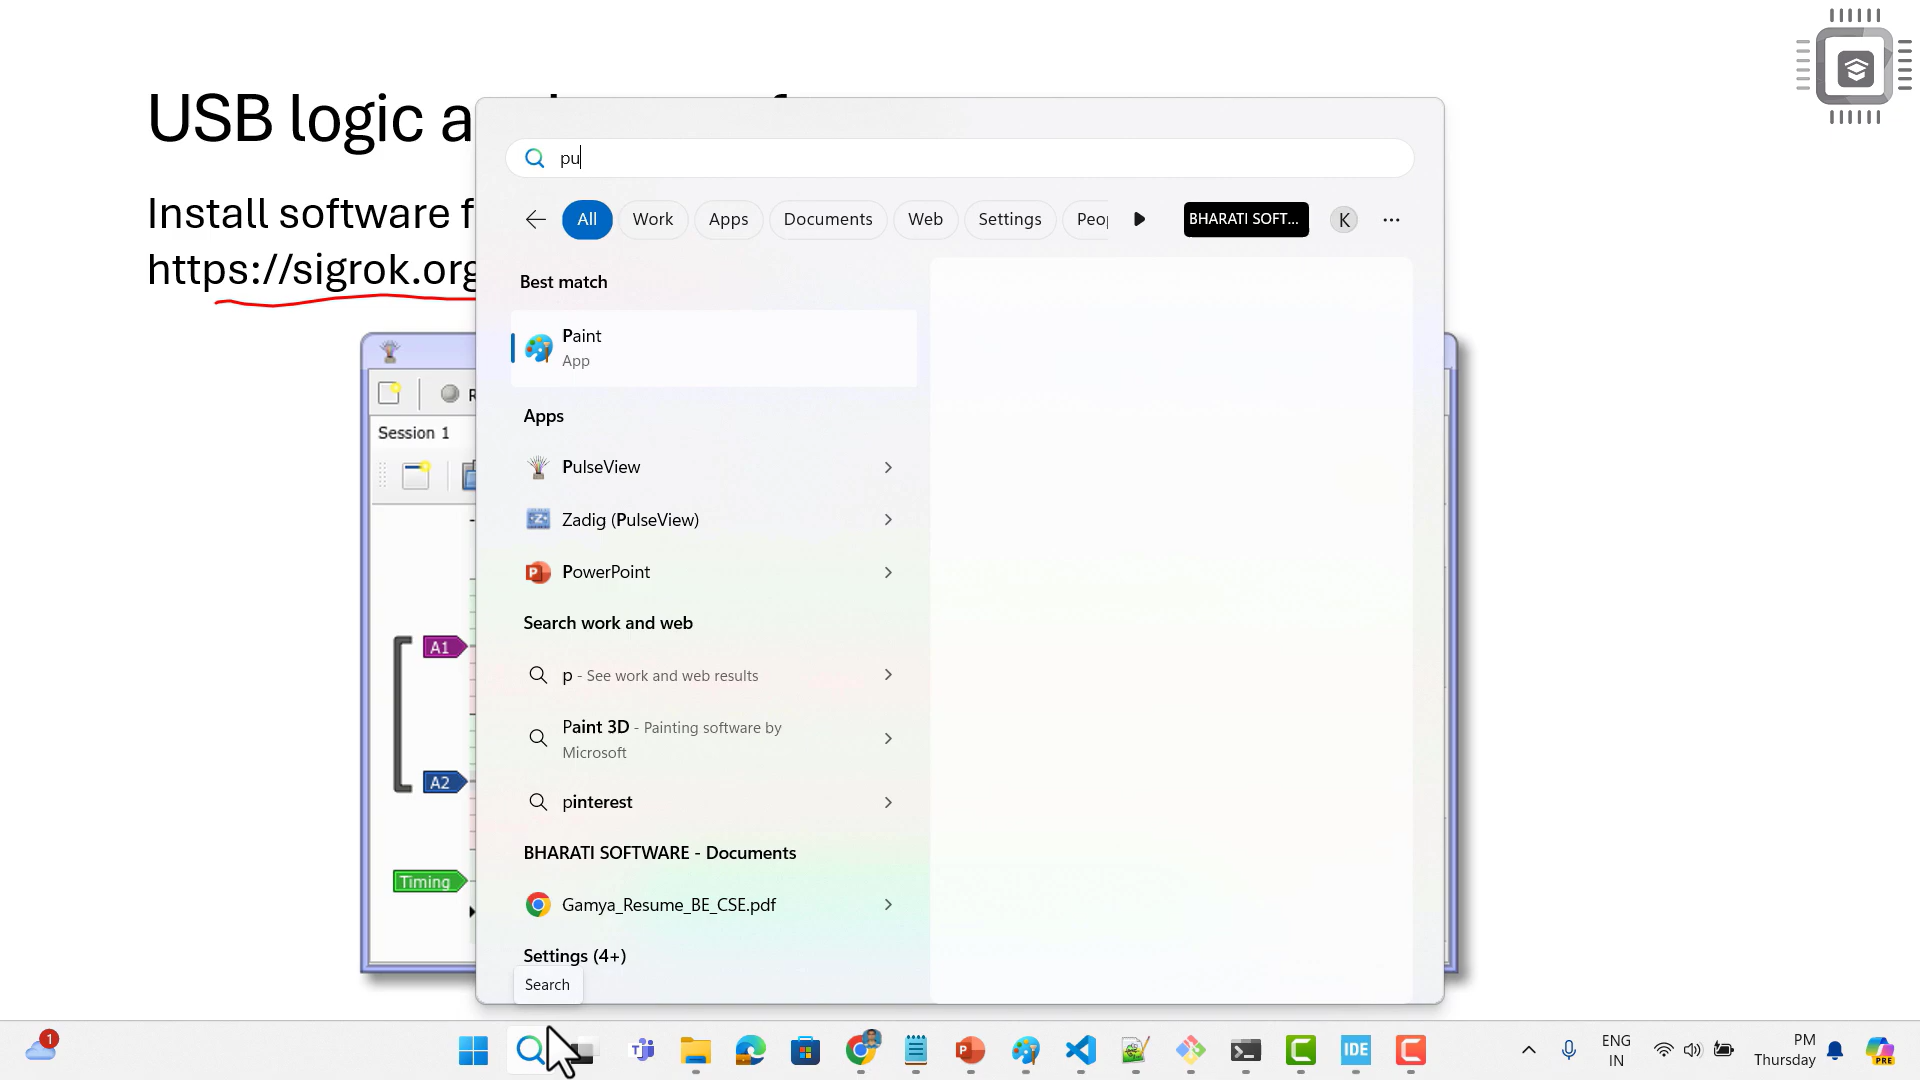 USB logic a
Install software f
https://sigrok.org
pu
All
Work
Apps
Documents
Web
Settings
Peop
BHARATI SOFT...
K
Best match
Paint
App
Apps
PulseView
Zadig (PulseView)
PowerPoint
Search work and web
p - See work and web results
Paint 3D - Painting software by
Microsoft
pinterest
BHARATI SOFTWARE - Documents
Gamya_Resume_BE_CSE.pdf
Settings (4+)
Search
R
Session 1
A1
A2
Timing
1
IDE
ENG
IN
PM
Thursday
PRE